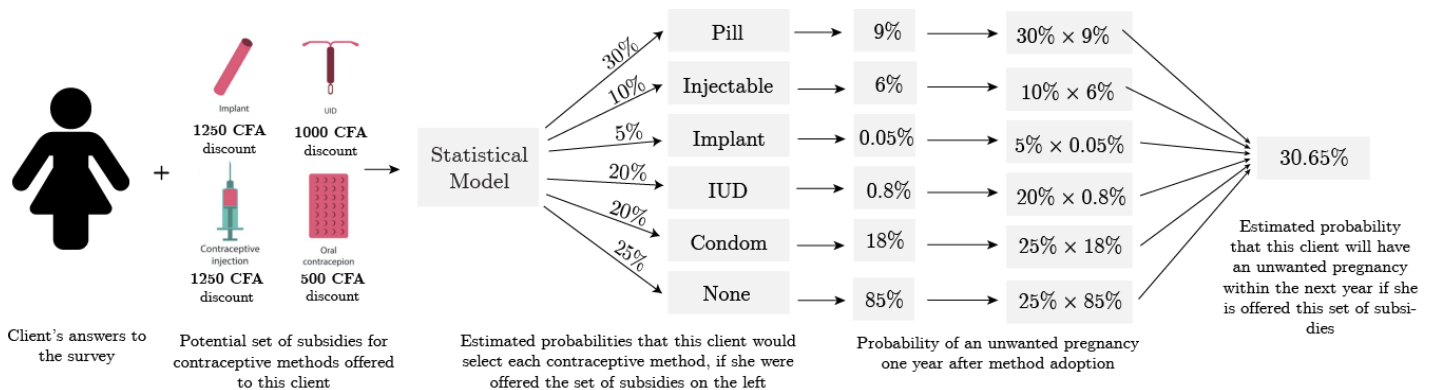 Implant
1250 CFA
discount
UID
1000 CFA
discount
Contraceptive
injection
1250 CFA
discount
Oral
contracepion
500 CFA
discount
+
Statistical
Model
30%
10%
5%
20%
20%
25%
Pill
9%
30% × 9%
Injectable
6%
10% × 6%
Implant
0.05%
5% × 0.05%
IUD
0.8%
20% × 0.8%
Condom
18%
25% × 18%
None
85%
25% × 85%
30.65%
Estimated probability
that this client will have
an unwanted pregnancy
within the next year if she
is offered this set of subsi-
dies
Client's answers to
the survey
Potential set of subsidies for
contraceptive methods offered
to this client
Estimated probabilities that this client would
select each contraceptive method, if she were
offered the set of subsidies on the left
Probability of an unwanted pregnancy
one year after method adoption